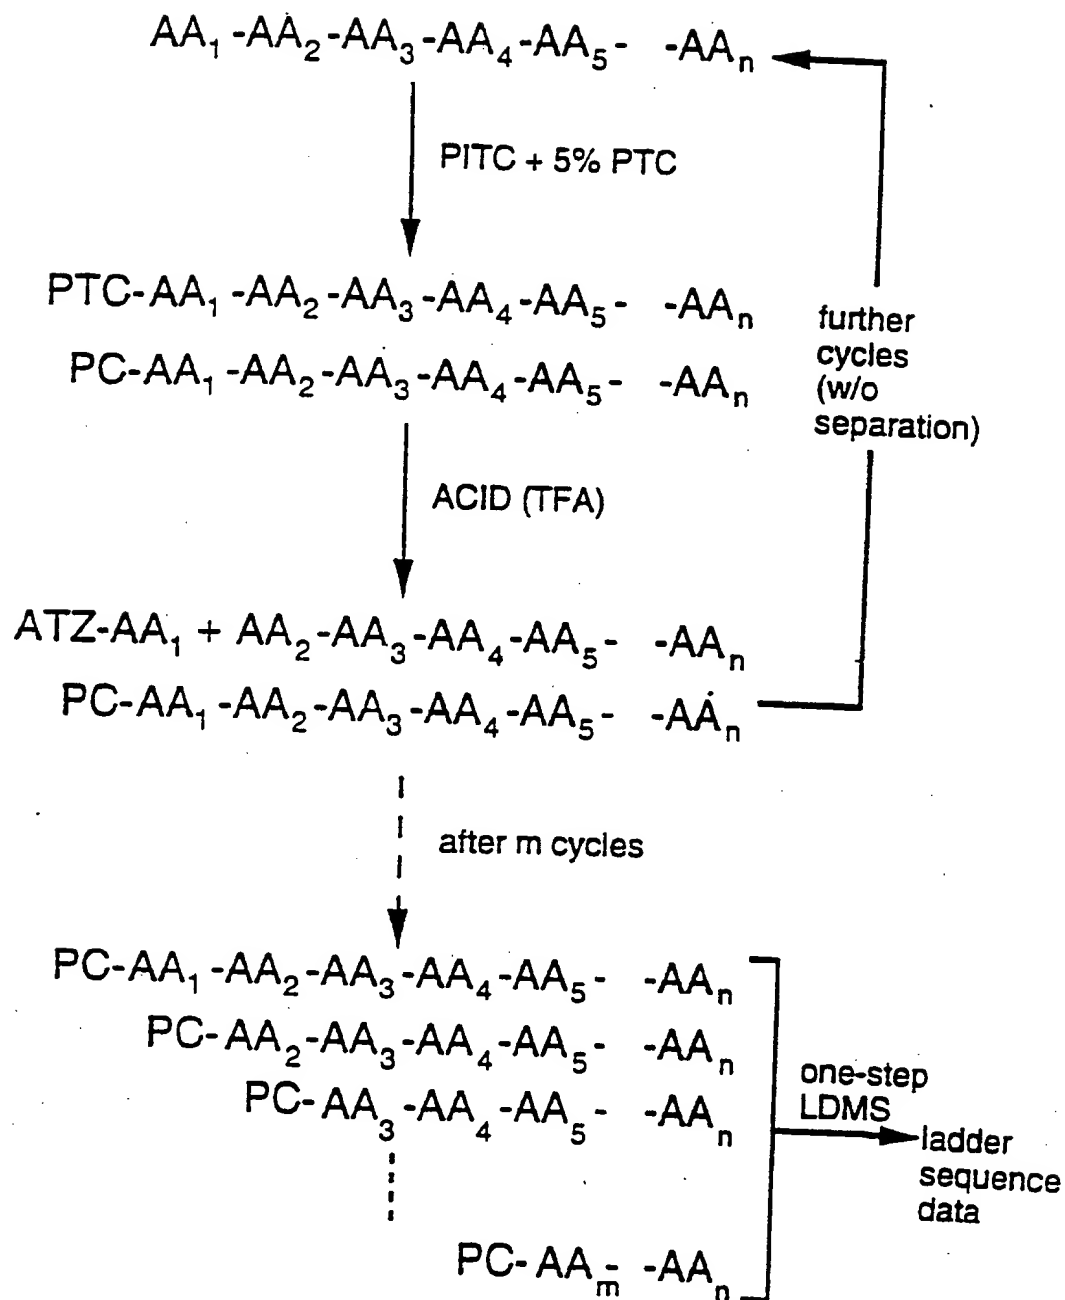 AA₁ -AA₂-AA₃-AA₄-AA₅- -AAₙ
PITC + 5% PTC
PTC-AA₁ -AA₂-AA₃-AA₄-AA₅- -AAₙ
PC-AA₁ -AA₂-AA₃-AA₄-AA₅- -AAₙ
further
cycles
(w/o
separation)
ACID (TFA)
ATZ-AA₁ + AA₂-AA₃-AA₄-AA₅- -AAₙ
PC-AA₁ -AA₂-AA₃-AA₄-AA₅- -AAₙ
after m cycles
PC-AA₁ -AA₂-AA₃-AA₄-AA₅- -AAₙ
PC-AA₂-AA₃-AA₄-AA₅- -AAₙ
PC-AA₃-AA₄-AA₅- -AAₙ
PC-AAₘ- -AAₙ
one-step
LDMS
ladder
sequence
data